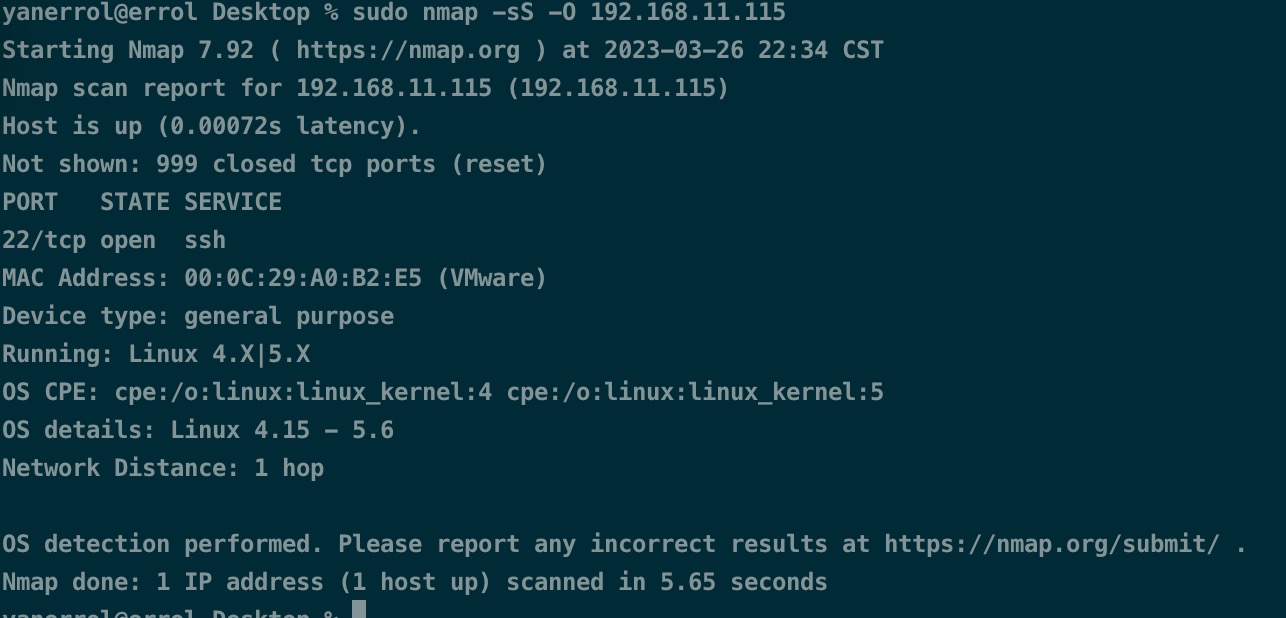 yanerrol@errol Desktop % sudo nmap -sS -O 192.168.11.115
Starting Nmap 7.92 ( https://nmap.org ) at 2023-03-26 22:34 CST
Nmap scan report for 192.168.11.115 (192.168.11.115)
Host is up (0.00072s latency).
Not shown: 999 closed tcp ports (reset)
PORT   STATE SERVICE
22/tcp open  ssh
MAC Address: 00:0C:29:A0:B2:E5 (VMware)
Device type: general purpose
Running: Linux 4.X|5.X
OS CPE: cpe:/o:linux:linux_kernel:4 cpe:/o:linux:linux_kernel:5
OS details: Linux 4.15 - 5.6
Network Distance: 1 hop
OS detection performed. Please report any incorrect results at https://nmap.org/submit/ .
Nmap done: 1 IP address (1 host up) scanned in 5.65 seconds
yanerrol@errol Desktop %